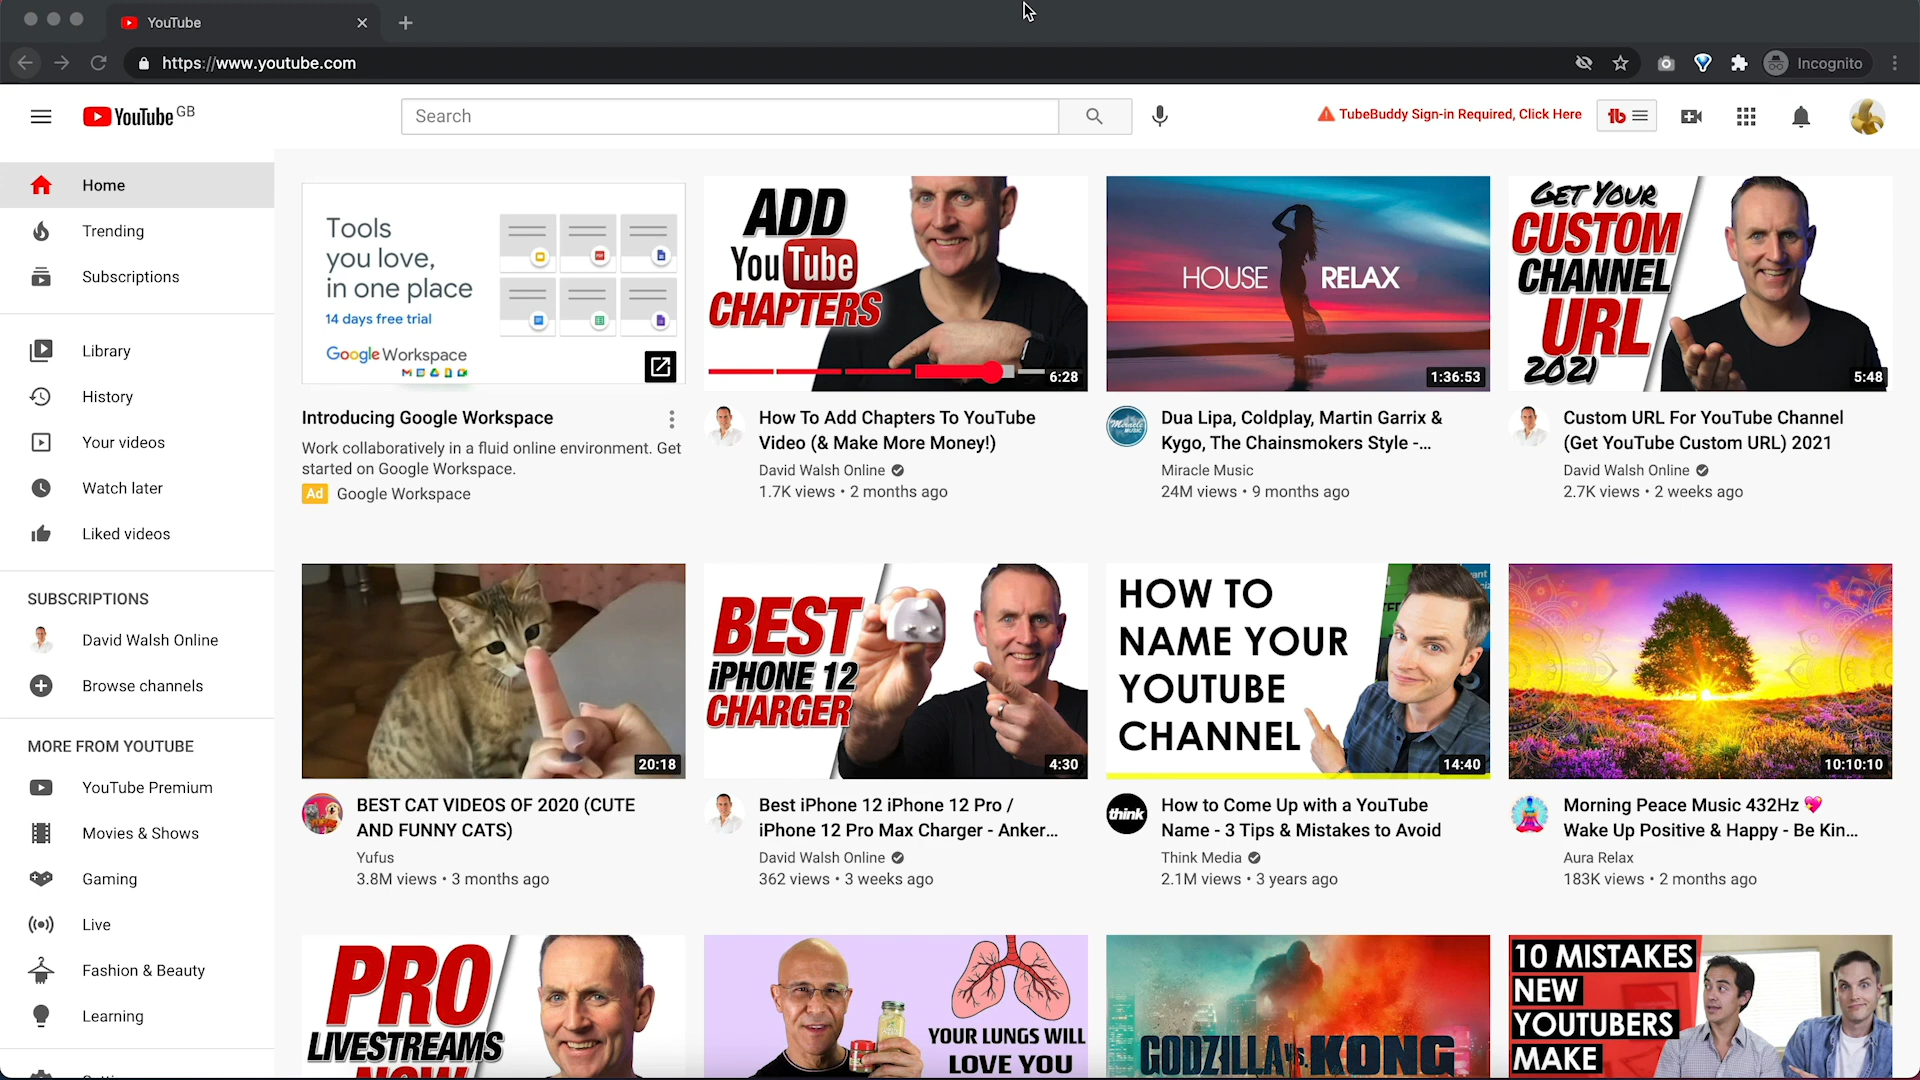 YouTube
https://www.youtube.com
Incognito
YouTube GB
Search
TubeBuddy Sign-in Required, Click Here
tb
Home
Trending
Subscriptions
Library
History
Your videos
Watch later
Liked videos
SUBSCRIPTIONS
David Walsh Online
Browse channels
MORE FROM YOUTUBE
YouTube Premium
Movies & Shows
Gaming
Live
Fashion & Beauty
Learning
Tools
you love,
in one place
14 days free trial
Google Workspace
Introducing Google Workspace
Work collaboratively in a fluid online environment. Get
started on Google Workspace.
Ad Google Workspace
ADD
YouTube
CHAPTERS
6:28
How To Add Chapters To YouTube
Video (& Make More Money!)
David Walsh Online
1.7K views • 2 months ago
HOUSE RELAX
1:36:53
Miracle
MUSIC
Dua Lipa, Coldplay, Martin Garrix &
Kygo, The Chainsmokers Style -...
Miracle Music
24M views • 9 months ago
GET YOUR
CUSTOM
CHANNEL
URL
2021
5:48
Custom URL For YouTube Channel
(Get YouTube Custom URL) 2021
David Walsh Online
2.7K views • 2 weeks ago
20:18
BEST CAT VIDEOS OF 2020 (CUTE
AND FUNNY CATS)
Yufus
3.8M views • 3 months ago
BEST
iPHONE 12
CHARGER
4:30
Best iPhone 12 iPhone 12 Pro /
iPhone 12 Pro Max Charger - Anker...
David Walsh Online
362 views • 3 weeks ago
HOW TO
NAME YOUR
YOUTUBE
CHANNEL
14:40
think
How to Come Up with a YouTube
Name - 3 Tips & Mistakes to Avoid
Think Media
2.1M views • 3 years ago
10:10:10
Morning Peace Music 432Hz 💖
Wake Up Positive & Happy - Be Kin...
Aura Relax
183K views • 2 months ago
PRO
LIVESTREAMS
NOW
YOUR LUNGS WILL
LOVE YOU
GODZILLA vs. KONG
10 MISTAKES
NEW
YOUTUBERS
MAKE